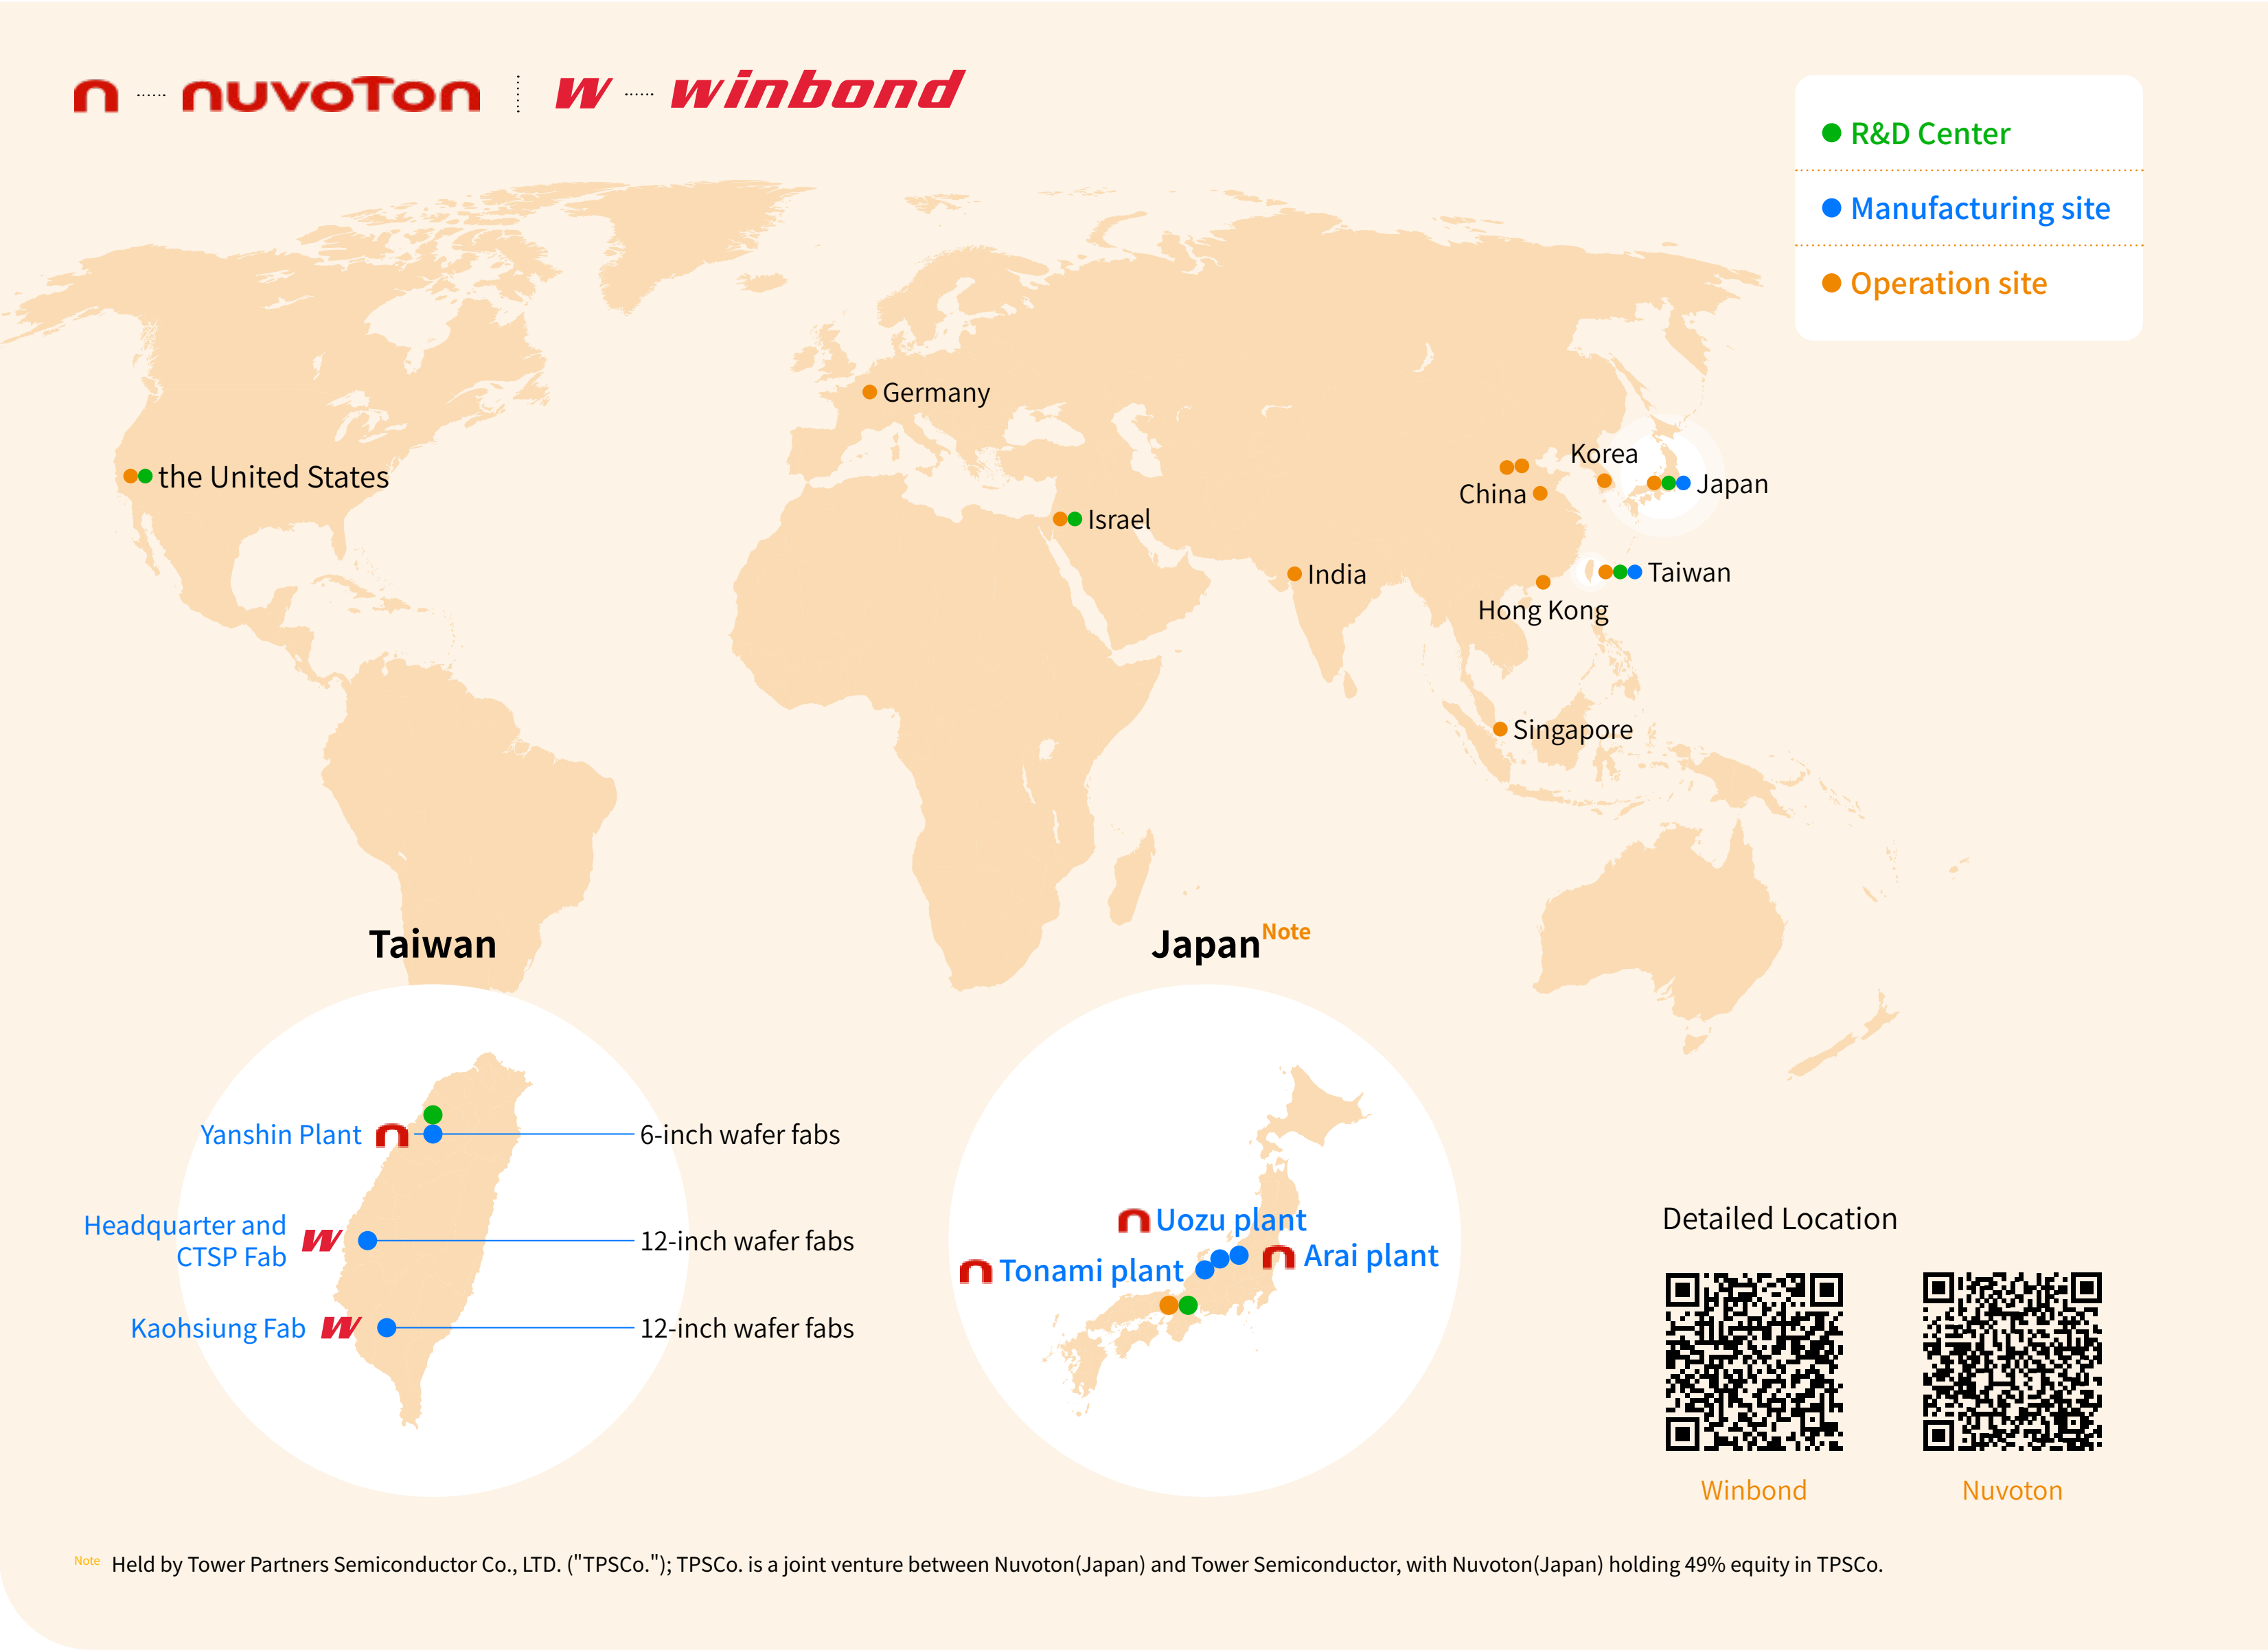 n ...... nuvoTon
W ...... winbond
R&D Center
Manufacturing site
Operation site
Germany
the United States
Korea
China
Japan
Israel
India
Taiwan
Hong Kong
Singapore
Taiwan
Japan Note
Yanshin Plant n 6-inch wafer fabs
Headquarter and
CTSP Fab W 12-inch wafer fabs
Kaohsiung Fab W 12-inch wafer fabs
n Uozu plant
n Arai plant
n Tonami plant
Detailed Location
Winbond
Nuvoton
Note Held by Tower Partners Semiconductor Co., LTD. ("TPSCo."); TPSCo. is a joint venture between Nuvoton(Japan) and Tower Semiconductor, with Nuvoton(Japan) holding 49% equity in TPSCo.